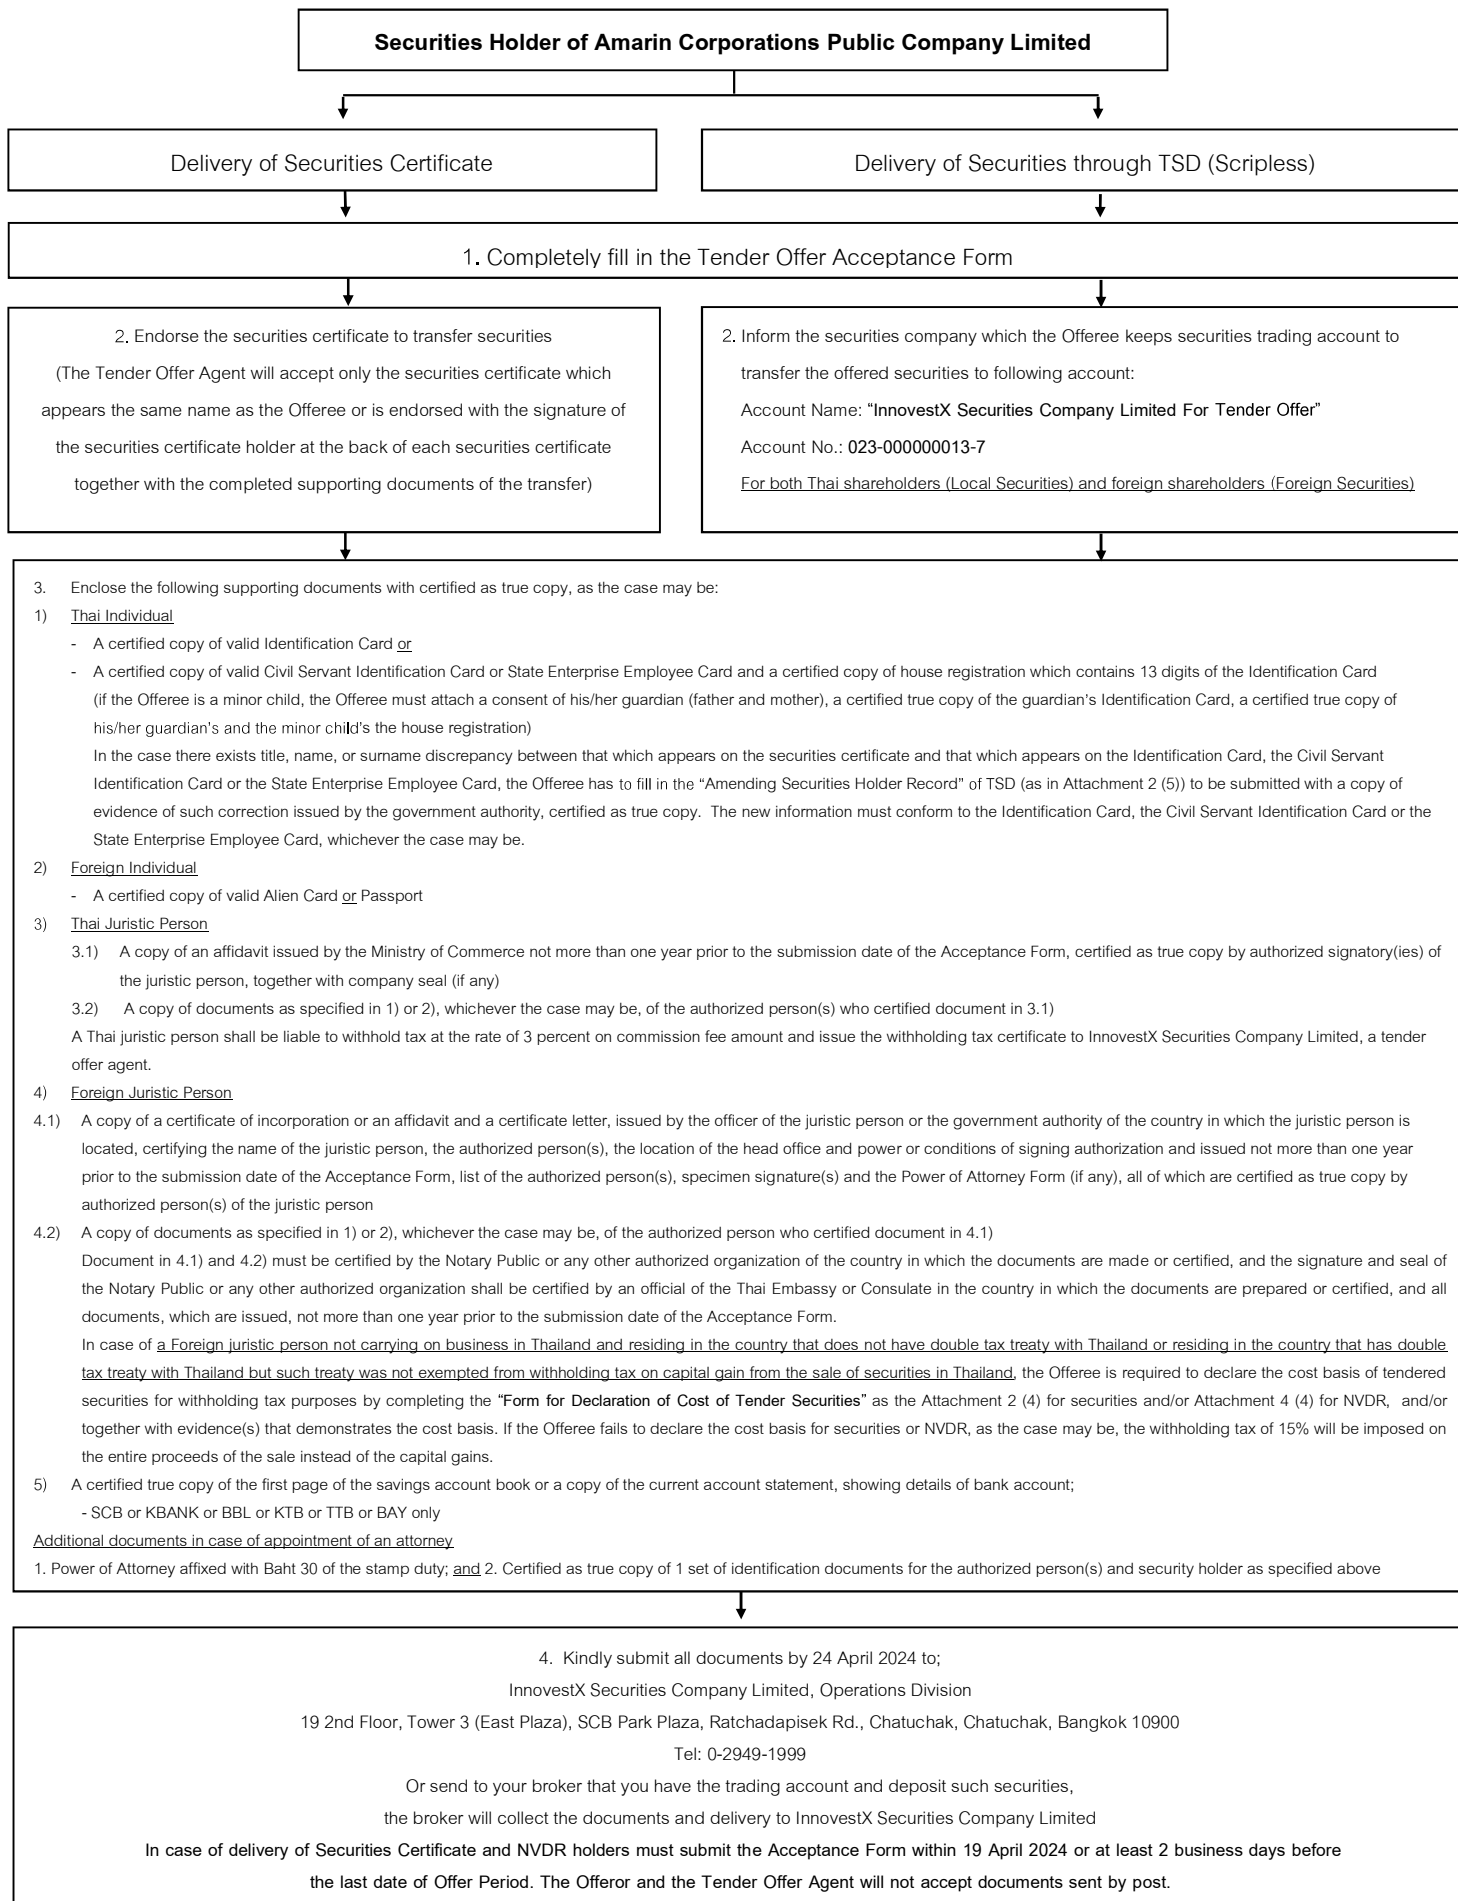 Securities Holder of Amarin Corporations Public Company Limited
Delivery of Securities Certificate
Delivery of Securities through TSD (Scripless)
1. Completely fill in the Tender Offer Acceptance Form
2. Endorse the securities certificate to transfer securities
(The Tender Offer Agent will accept only the securities certificate which
appears the same name as the Offeree or is endorsed with the signature of
the securities certificate holder at the back of each securities certificate
together with the completed supporting documents of the transfer)
2. Inform the securities company which the Offeree keeps securities trading account to
transfer the offered securities to following account:
Account Name: “InnovestX Securities Company Limited For Tender Offer”
Account No.: 023-000000013-7
For both Thai shareholders (Local Securities) and foreign shareholders (Foreign Securities)
3. Enclose the following supporting documents with certified as true copy, as the case may be:
1) Thai Individual
- A certified copy of valid Identification Card or
- A certified copy of valid Civil Servant Identification Card or State Enterprise Employee Card and a certified copy of house registration which contains 13 digits of the Identification Card
(if the Offeree is a minor child, the Offeree must attach a consent of his/her guardian (father and mother), a certified true copy of the guardian’s Identification Card, a certified true copy of
his/her guardian’s and the minor child’s the house registration)
In the case there exists title, name, or surname discrepancy between that which appears on the securities certificate and that which appears on the Identification Card, the Civil Servant
Identification Card or the State Enterprise Employee Card, the Offeree has to fill in the “Amending Securities Holder Record” of TSD (as in Attachment 2 (5)) to be submitted with a copy of
evidence of such correction issued by the government authority, certified as true copy. The new information must conform to the Identification Card, the Civil Servant Identification Card or the
State Enterprise Employee Card, whichever the case may be.
2) Foreign Individual
- A certified copy of valid Alien Card or Passport
3) Thai Juristic Person
3.1) A copy of an affidavit issued by the Ministry of Commerce not more than one year prior to the submission date of the Acceptance Form, certified as true copy by authorized signatory(ies) of
the juristic person, together with company seal (if any)
3.2) A copy of documents as specified in 1) or 2), whichever the case may be, of the authorized person(s) who certified document in 3.1)
A Thai juristic person shall be liable to withhold tax at the rate of 3 percent on commission fee amount and issue the withholding tax certificate to InnovestX Securities Company Limited, a tender
offer agent.
4) Foreign Juristic Person
4.1) A copy of a certificate of incorporation or an affidavit and a certificate letter, issued by the officer of the juristic person or the government authority of the country in which the juristic person is
located, certifying the name of the juristic person, the authorized person(s), the location of the head office and power or conditions of signing authorization and issued not more than one year
prior to the submission date of the Acceptance Form, list of the authorized person(s), specimen signature(s) and the Power of Attorney Form (if any), all of which are certified as true copy by
authorized person(s) of the juristic person
4.2) A copy of documents as specified in 1) or 2), whichever the case may be, of the authorized person who certified document in 4.1)
Document in 4.1) and 4.2) must be certified by the Notary Public or any other authorized organization of the country in which the documents are made or certified, and the signature and seal of
the Notary Public or any other authorized organization shall be certified by an official of the Thai Embassy or Consulate in the country in which the documents are prepared or certified, and all
documents, which are issued, not more than one year prior to the submission date of the Acceptance Form.
In case of a Foreign juristic person not carrying on business in Thailand and residing in the country that does not have double tax treaty with Thailand or residing in the country that has double
tax treaty with Thailand but such treaty was not exempted from withholding tax on capital gain from the sale of securities in Thailand, the Offeree is required to declare the cost basis of tendered
securities for withholding tax purposes by completing the “Form for Declaration of Cost of Tender Securities” as the Attachment 2 (4) for securities and/or Attachment 4 (4) for NVDR, and/or
together with evidence(s) that demonstrates the cost basis. If the Offeree fails to declare the cost basis for securities or NVDR, as the case may be, the withholding tax of 15% will be imposed on
the entire proceeds of the sale instead of the capital gains.
5) A certified true copy of the first page of the savings account book or a copy of the current account statement, showing details of bank account;
- SCB or KBANK or BBL or KTB or TTB or BAY only
Additional documents in case of appointment of an attorney
1. Power of Attorney affixed with Baht 30 of the stamp duty; and 2. Certified as true copy of 1 set of identification documents for the authorized person(s) and security holder as specified above
4. Kindly submit all documents by 24 April 2024 to;
InnovestX Securities Company Limited, Operations Division
19 2nd Floor, Tower 3 (East Plaza), SCB Park Plaza, Ratchadapisek Rd., Chatuchak, Chatuchak, Bangkok 10900
Tel: 0-2949-1999
Or send to your broker that you have the trading account and deposit such securities,
the broker will collect the documents and delivery to InnovestX Securities Company Limited
In case of delivery of Securities Certificate and NVDR holders must submit the Acceptance Form within 19 April 2024 or at least 2 business days before
the last date of Offer Period. The Offeror and the Tender Offer Agent will not accept documents sent by post.